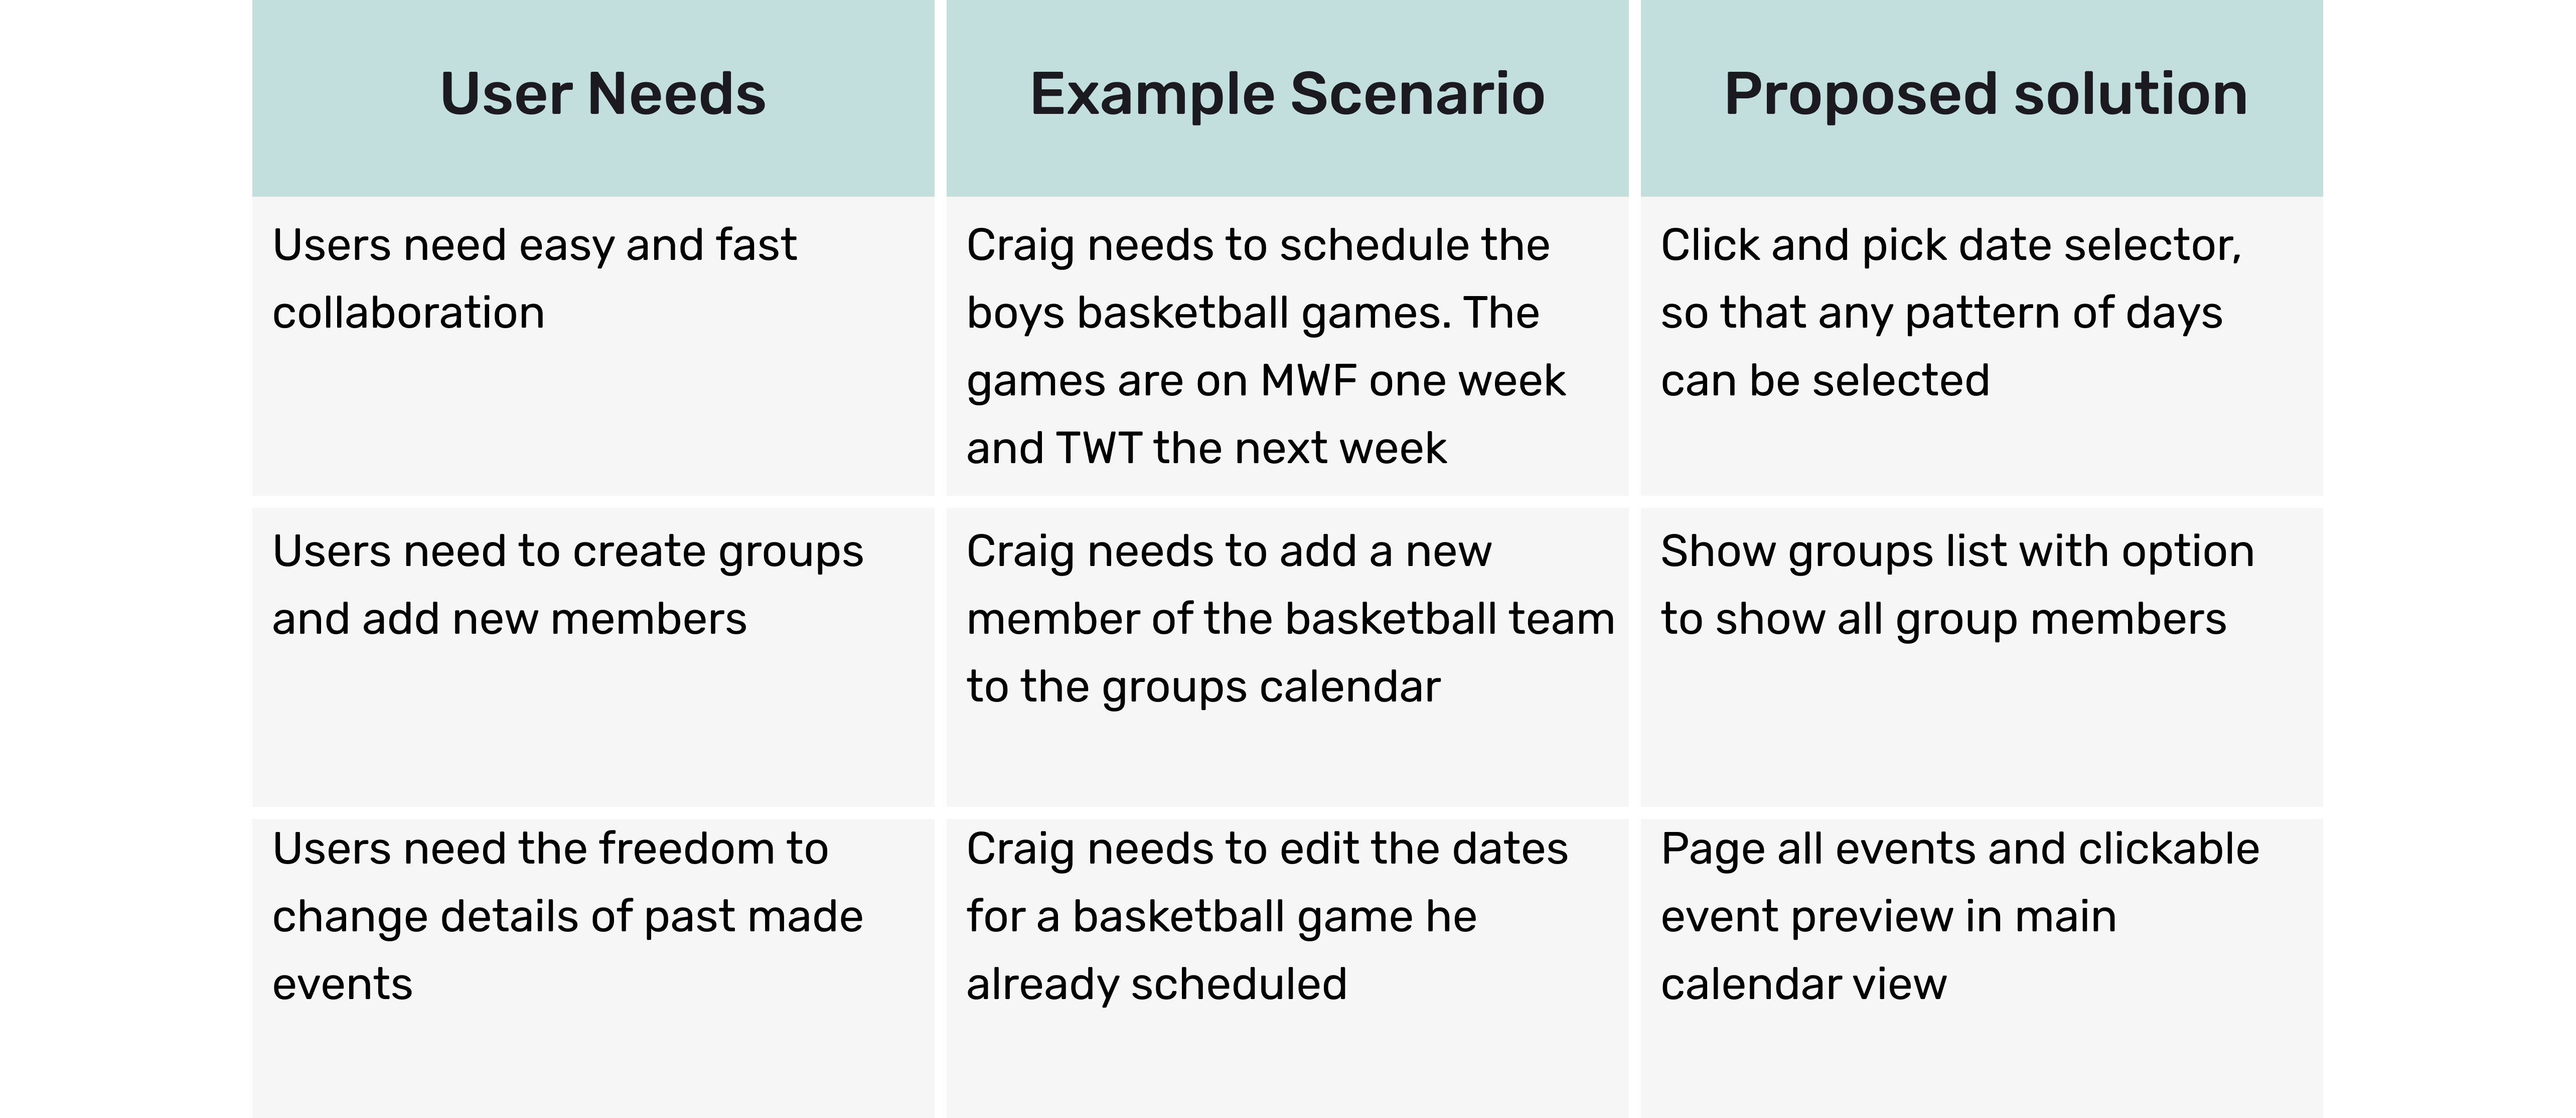 User Needs
Example Scenario
Proposed solution
Users need easy and fast
collaboration
Craig needs to schedule the
boys basketball games. The
games are on MWF one week
and TWT the next week
Click and pick date selector,
so that any pattern of days
can be selected
Users need to create groups
and add new members
Craig needs to add a new
member of the basketball team
to the groups calendar
Show groups list with option
to show all group members
Users need the freedom to
change details of past made
events
Craig needs to edit the dates
for a basketball game he
already scheduled
Page all events and clickable
event preview in main
calendar view